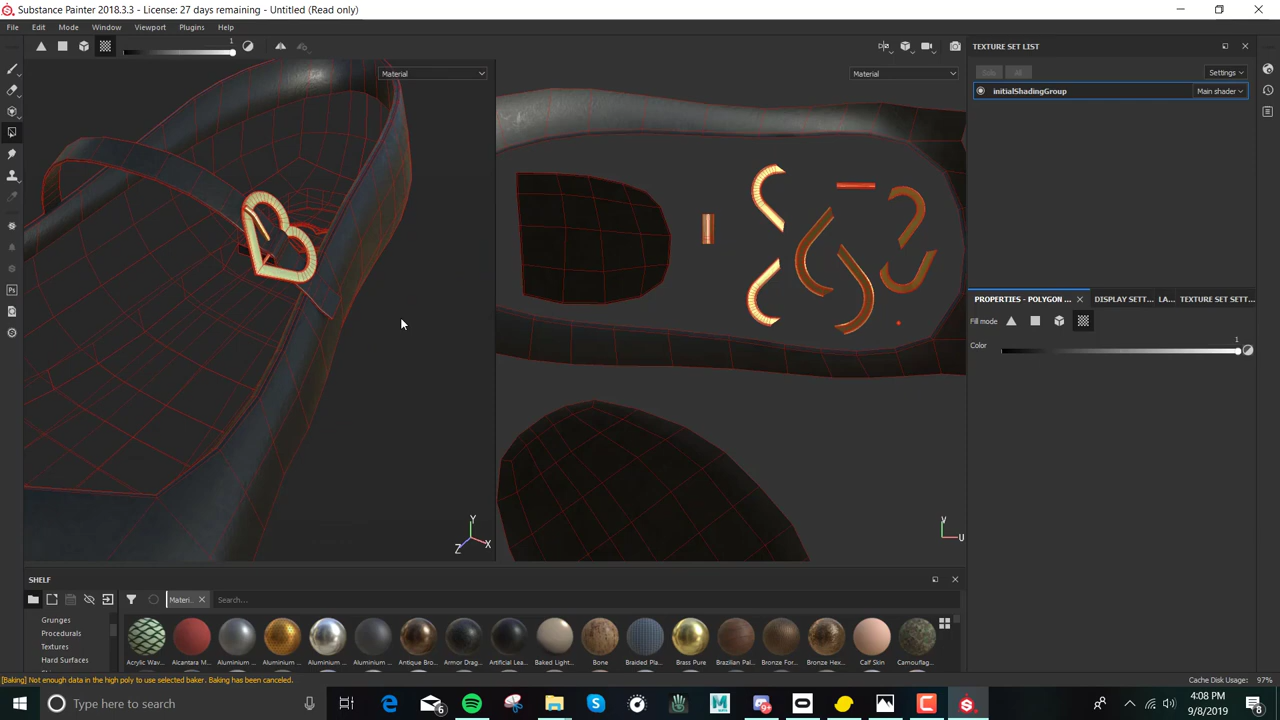 Substance Painter 2018.3.3 - License: 27 days remaining - Untitled (Read only)
File Edit Mode Window Viewport Plugins Help
1
Material
Material
TEXTURE SET LIST
Solo All Settings
initialShadingGroup Main shader
PROPERTIES - POLYGON ... DISPLAY SETT... LA... TEXTURE SET SETT...
Fill mode
Color 1
Y
Z X
V
U
SHELF
Materi... Search...
Grunges
Procedurals
Textures
Hard Surfaces
Acrylic Wav... Alcantara M... Aluminium ... Aluminium ... Aluminium ... Aluminium ... Antique Bro... Armor Drag... Artificial Lea... Baked Light... Bone Braided Pla... Brass Pure Brazilian Pal... Bronze For... Bronze Hex... Calf Skin Camouflag...
[Baking] Not enough data in the high poly to use selected baker. Baking has been canceled.
Cache Disk Usage: 97%
Type here to search
4:08 PM
9/8/2019